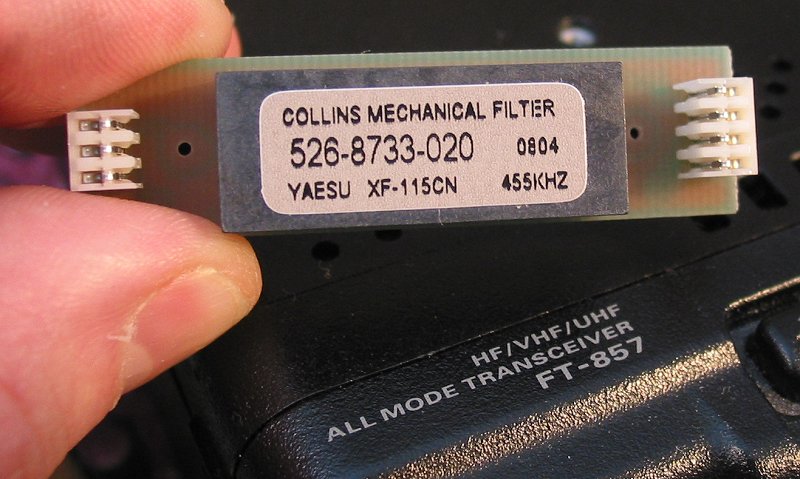 COLLINS MECHANICAL FILTER
526-8733-020 0804
YAESU XF-115CN 455KHZ
HF/VHF/UHF
ALL MODE TRANSCEIVER
FT-857